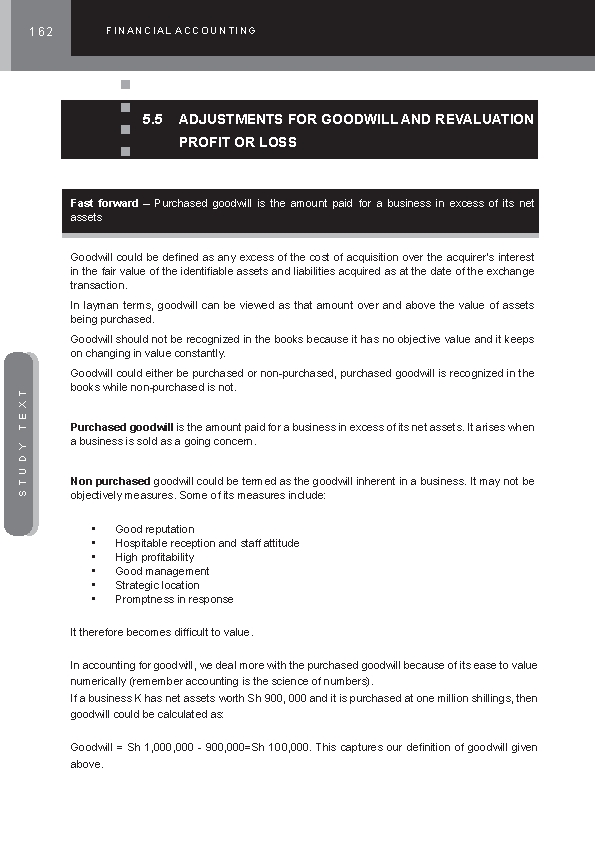 162
FINANCIAL ACCOUNTING
5.5 ADJUSTMENTS FOR GOODWILL AND REVALUATION
PROFIT OR LOSS
Fast forward – Purchased goodwill is the amount paid for a business in excess of its net
assets
Goodwill could be defined as any excess of the cost of acquisition over the acquirer's interest
in the fair value of the identifiable assets and liabilities acquired as at the date of the exchange
transaction.
In layman terms, goodwill can be viewed as that amount over and above the value of assets
being purchased.
Goodwill should not be recognized in the books because it has no objective value and it keeps
on changing in value constantly.
Goodwill could either be purchased or non-purchased, purchased goodwill is recognized in the
books while non-purchased is not.
STUDY TEXT
Purchased goodwill is the amount paid for a business in excess of its net assets. It arises when
a business is sold as a going concern.
Non purchased goodwill could be termed as the goodwill inherent in a business. It may not be
objectively measures. Some of its measures include:
• Good reputation
• Hospitable reception and staff attitude
• High profitability
• Good management
• Strategic location
• Promptness in response
It therefore becomes difficult to value.
In accounting for goodwill, we deal more with the purchased goodwill because of its ease to value
numerically (remember accounting is the science of numbers).
If a business K has net assets worth Sh 900, 000 and it is purchased at one million shillings, then
goodwill could be calculated as:
Goodwill = Sh 1,000,000 - 900,000=Sh 100,000. This captures our definition of goodwill given
above.